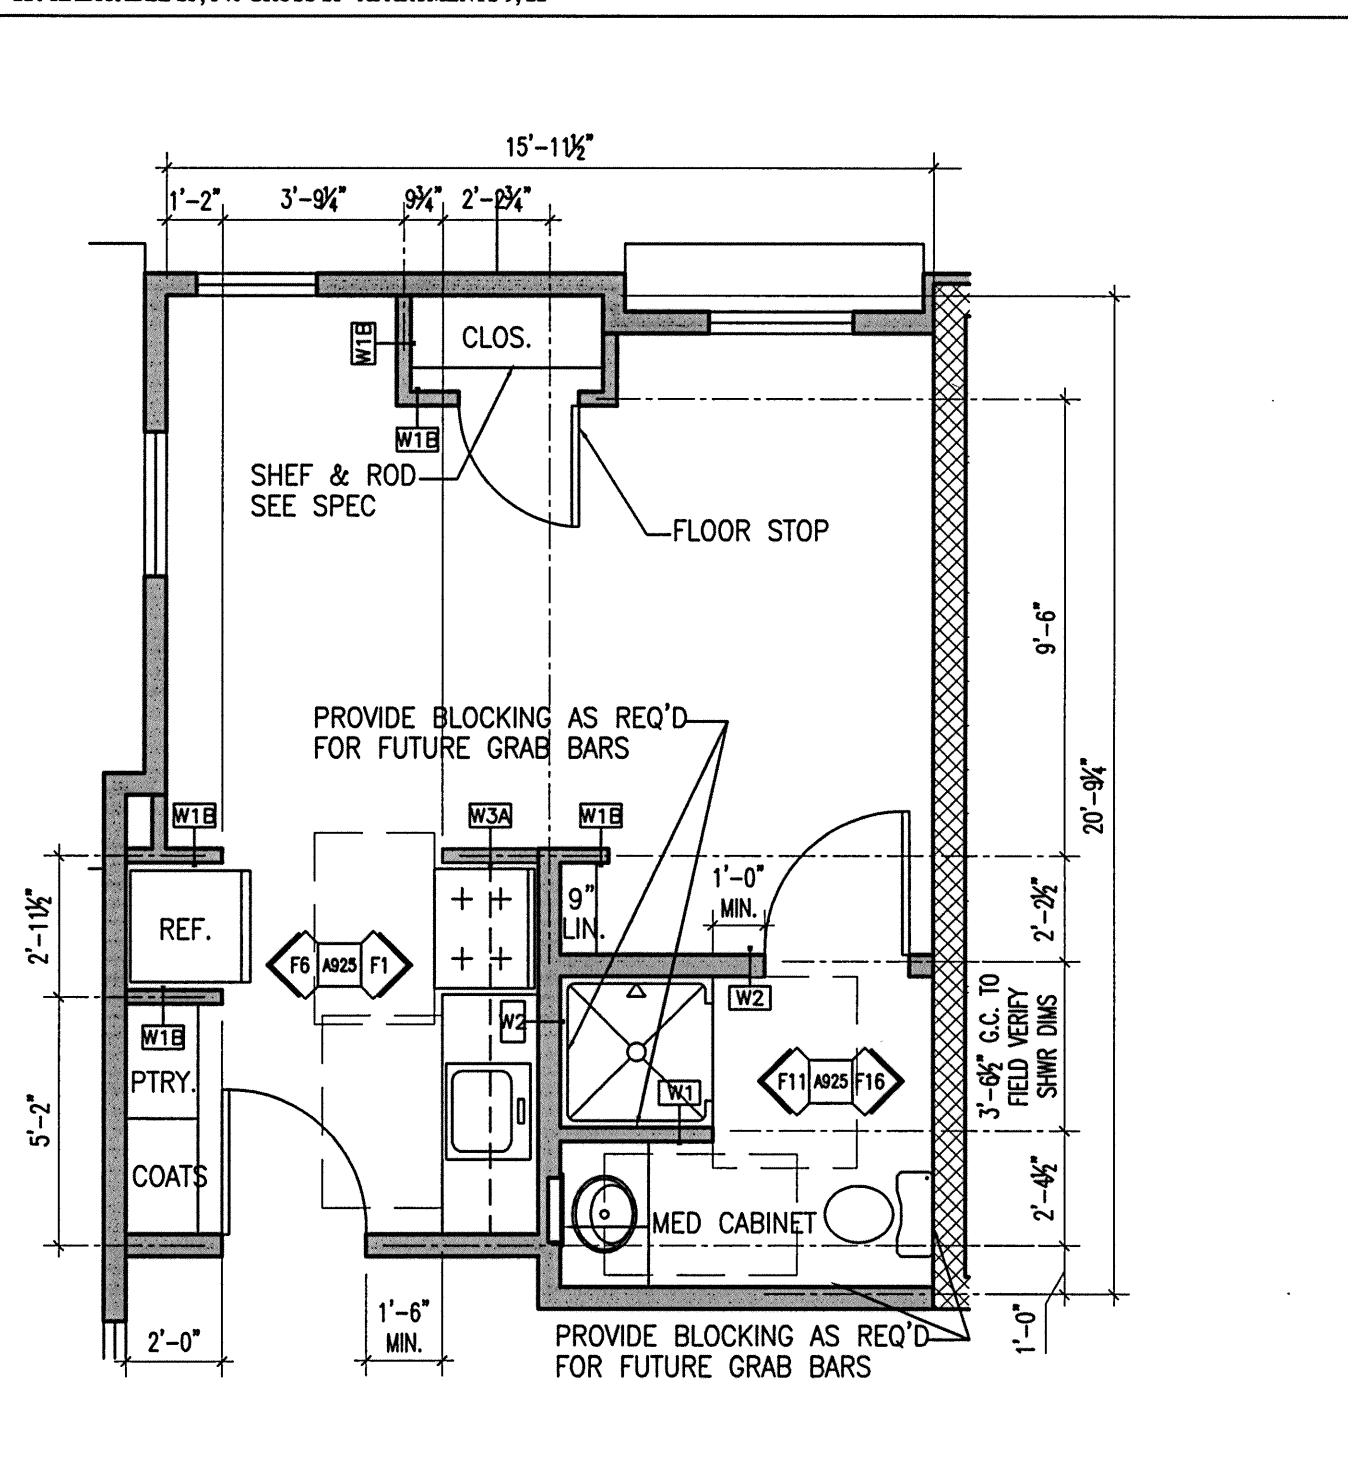 15'-11½"
1'-2"
3'-9¼"
9¾"
2'-2¾"
W1B
CLOS.
W1B
SHEF & ROD
SEE SPEC
FLOOR STOP
9'-6"
20'-9¼"
PROVIDE BLOCKING AS REQ'D
FOR FUTURE GRAB BARS
W1B
W3A
W1B
2'-11½"
REF.
9"
LIN.
1'-0"
MIN.
2'-2½"
F6
A925
F1
W2
W2
W1B
PTRY.
5'-2"
W1
F11
A925
F16
3'-6½" G.C. TO
FIELD VERIFY
SHWR DIMS
COATS
MED CABINET
2'-4½"
2'-0"
1'-6"
MIN.
1'-0"
PROVIDE BLOCKING AS REQ'D
FOR FUTURE GRAB BARS